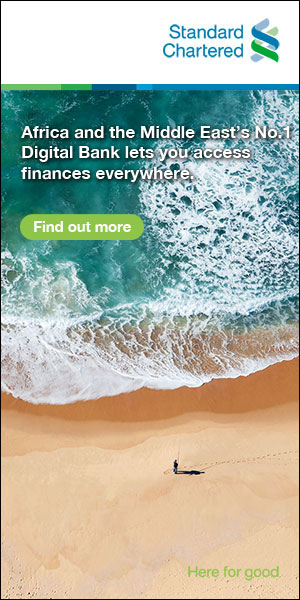 Standard
Chartered
Africa and the Middle East's No.1
Digital Bank lets you access
finances everywhere.
Find out more
Here for good.